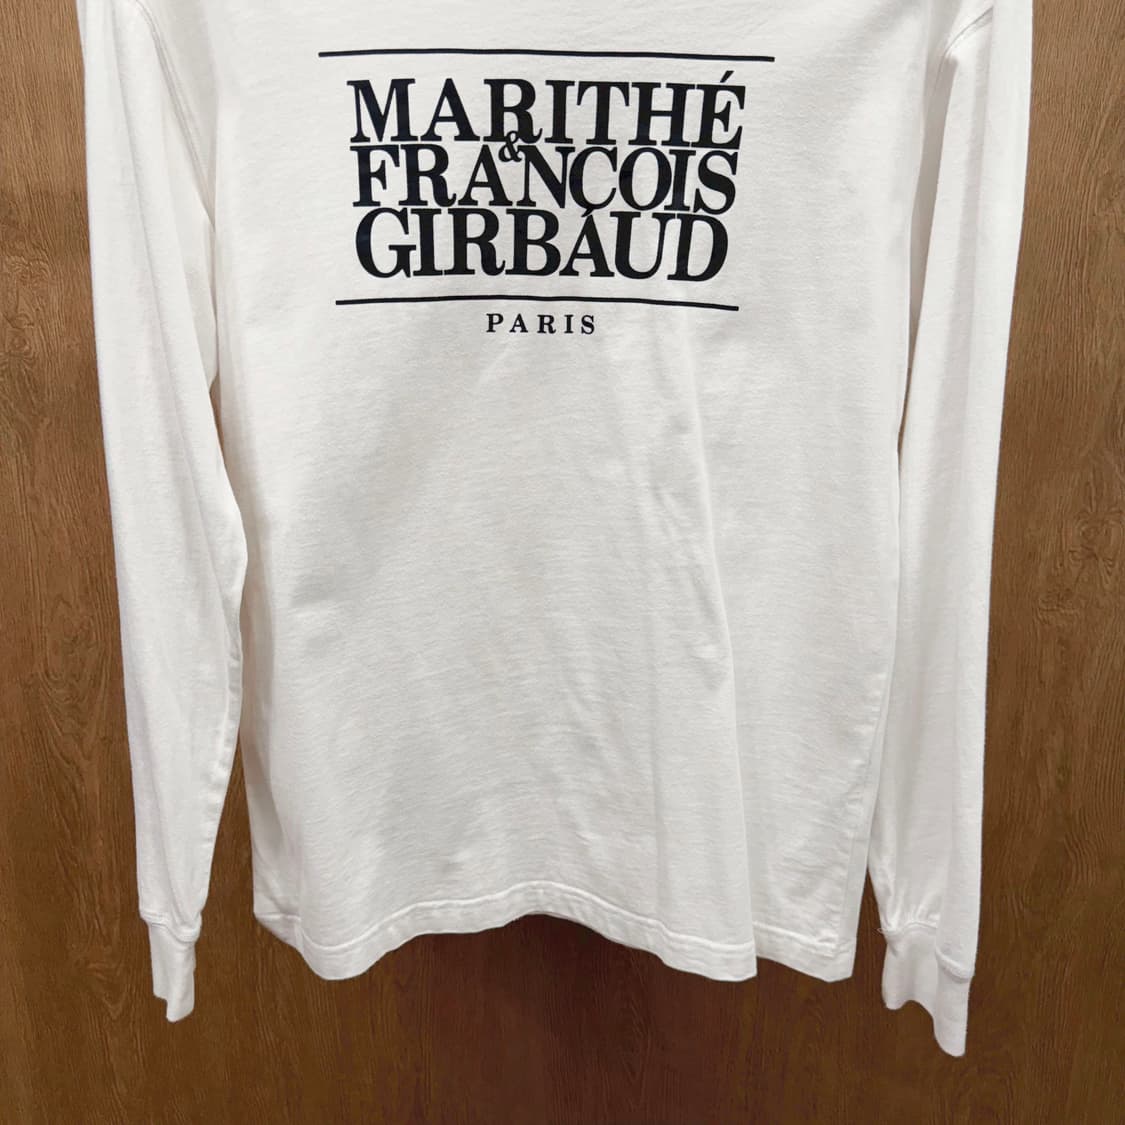 MARITHÉ
&
FRANÇOIS
GIRBAUD
PARIS